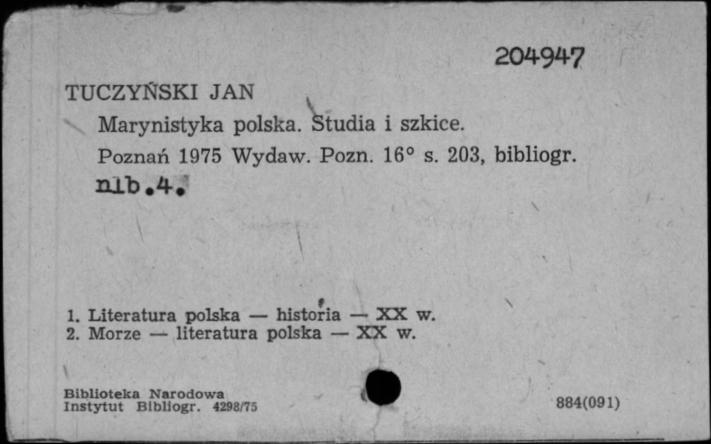 204947
TUCZYŃSKI JAN
Marynistyka polska. Studia i szkice.
Poznań 1975 Wydaw. Pozn. 16° s. 203, bibliogr.
nlb.4.
1. Literatura polska — historia — XX w.
2. Morze — literatura polska — XX w.
Biblioteka Narodowa
Instytut Bibliogr. 4298/75
884(091)